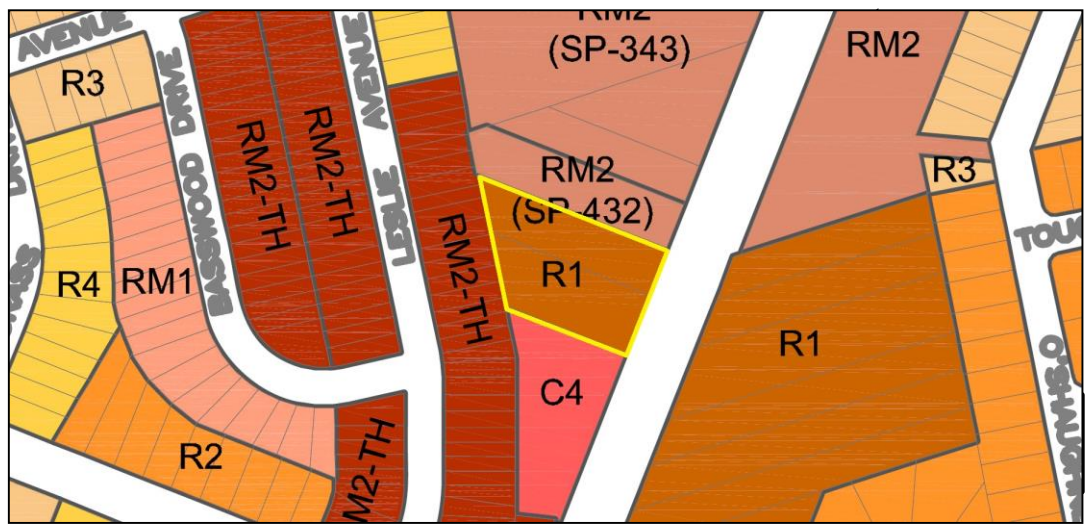 AVENUE
R3
DRIVE
BASSWOOD
RM2-TH
RM2-TH
AVENUE
LESLIE
RM2
(SP-343)
RM2
R3
RM2
(SP-432)
RM2-TH
R1
R4
RM1
R1
C4
R2
M2-TH